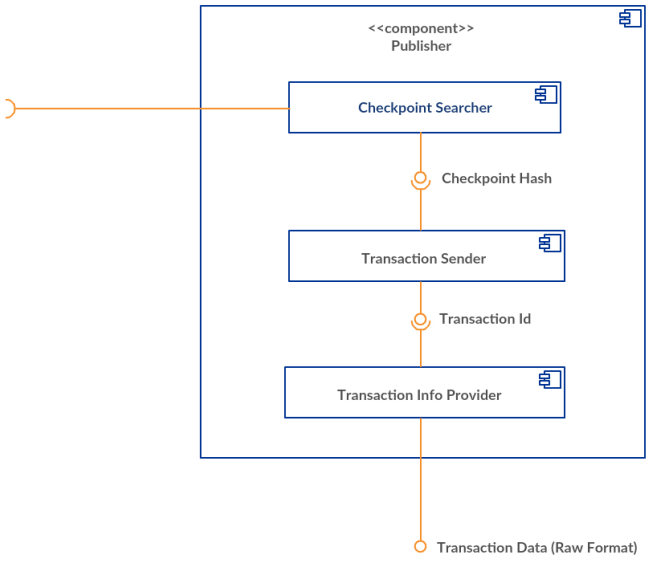 <<component>>
Publisher
Checkpoint Searcher
Checkpoint Hash
Transaction Sender
Transaction Id
Transaction Info Provider
Transaction Data (Raw Format)